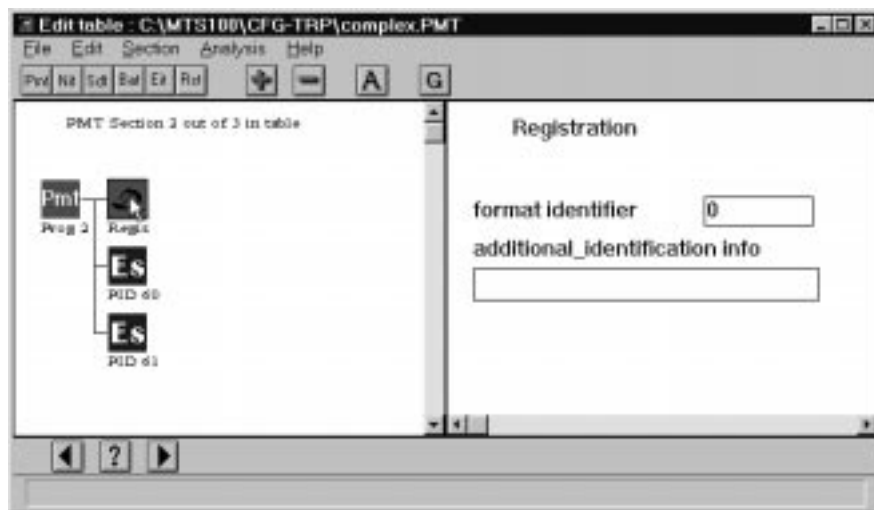 Edit table : C:\MTS100\CFG-TRP\complex.PMT
File Edit Section Analysis Help
Pmt Nit Sdt Bat Eit Rst
A G
PMT Section 2 out of 3 in table
Registration
Pmt
Prog 2 Regis
format identifier 0
additional_identification info
Es
PID 60
Es
PID 61
?